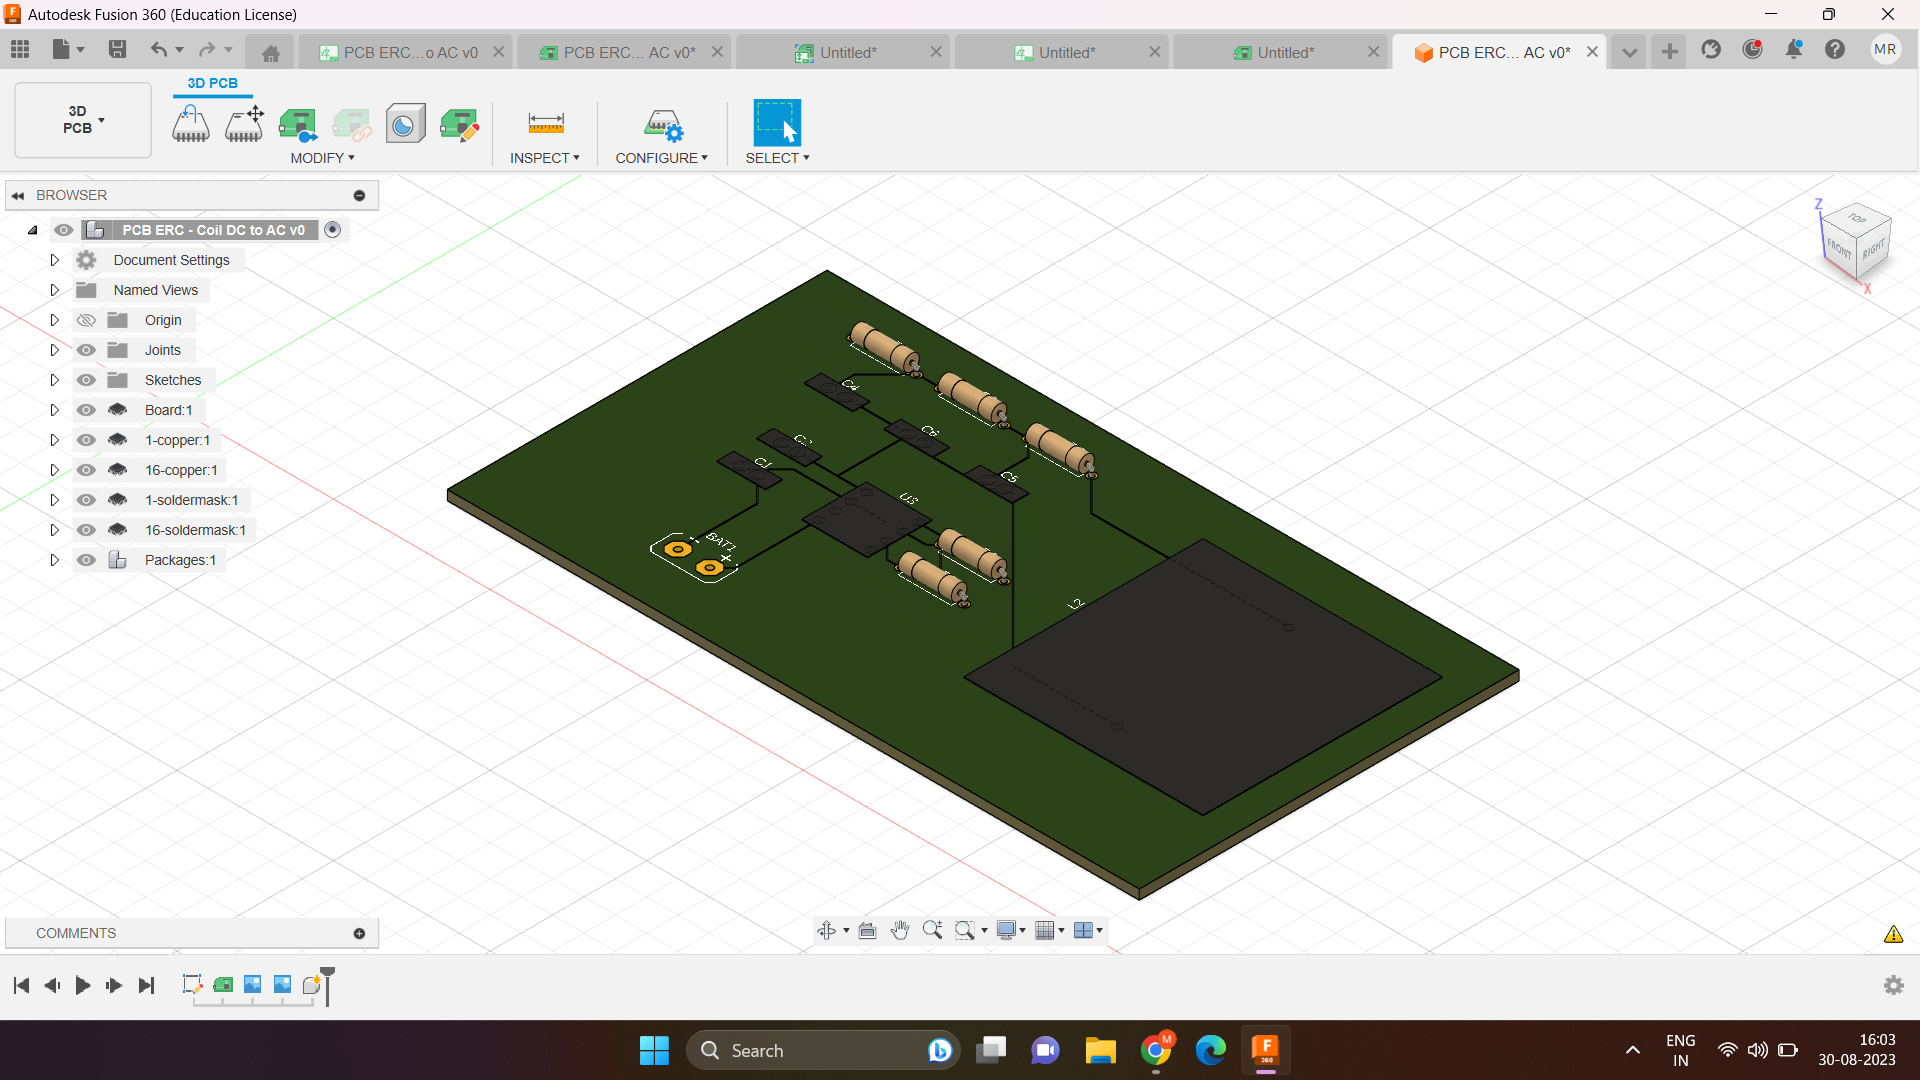 Autodesk Fusion 360 (Education License)
PCB ERC...o AC v0
PCB ERC... AC v0*
Untitled*
Untitled*
Untitled*
PCB ERC... AC v0*
MR
3D PCB
3D
PCB
MODIFY
INSPECT
CONFIGURE
SELECT
BROWSER
PCB ERC - Coil DC to AC v0
Document Settings
Named Views
Origin
Joints
Sketches
Board:1
1-copper:1
16-copper:1
1-soldermask:1
16-soldermask:1
Packages:1
Z
TOP
FRONT
RIGHT
X
C4
C6
C1
C5
U3
BAT1
- +
COMMENTS
Search
M
F
360
ENG
IN
16:03
30-08-2023